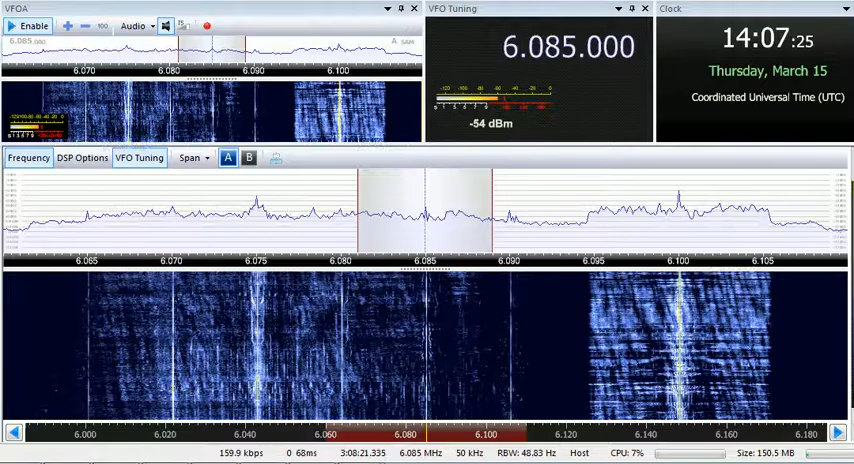 VFOA
VFO Tuning
Clock
Enable
100
Audio
6.085.000
A SAM
6.070 6.080 6.090 6.100
6.085.000
-54 dBm
14:07:25
Thursday, March 15
Coordinated Universal Time (UTC)
Frequency DSP Options VFO Tuning Span A B
6.065 6.070 6.075 6.080 6.085 6.090 6.095 6.100 6.105
6.000 6.020 6.040 6.060 6.080 6.100 6.120 6.140 6.160 6.180
159.9 kbps 0 68ms 3:08:21.335 6.085 MHz 50 kHz RBW: 48.83 Hz Host CPU: 7% Size: 150.5 MB